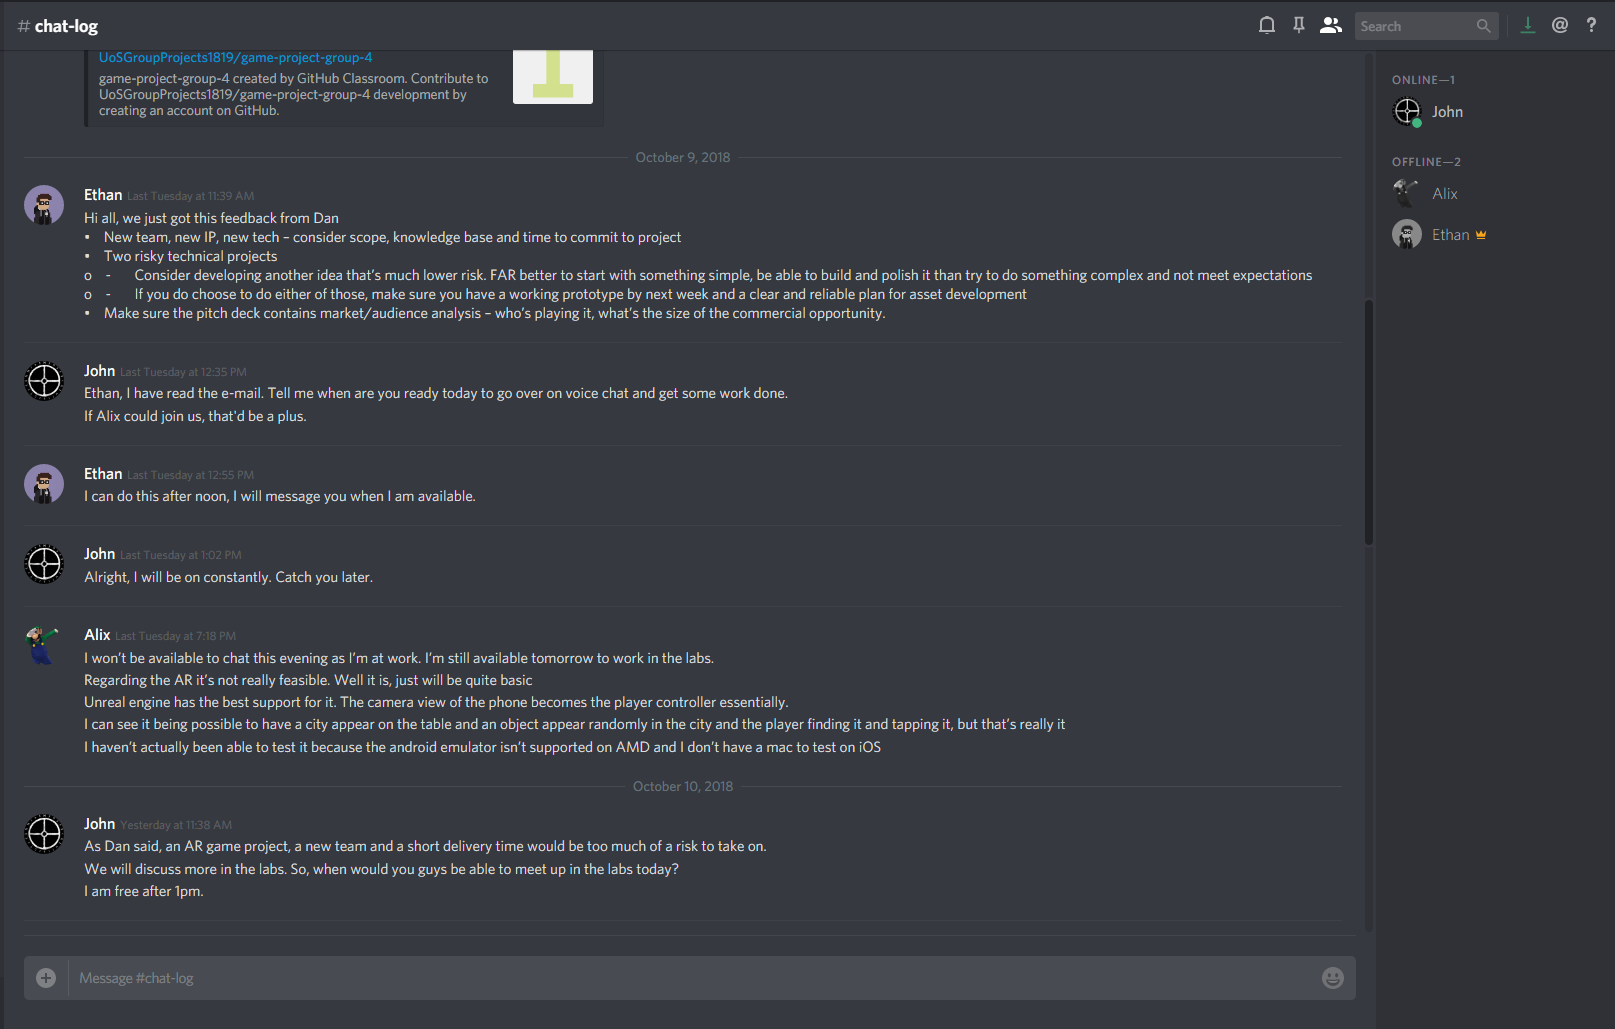 # chat-log
Search
@
?
UoSGroupProjects1819/game-project-group-4
game-project-group-4 created by GitHub Classroom. Contribute to
UoSGroupProjects1819/game-project-group-4 development by
creating an account on GitHub.
October 9, 2018
Ethan Last Tuesday at 11:39 AM
Hi all, we just got this feedback from Dan
• New team, new IP, new tech – consider scope, knowledge base and time to commit to project
• Two risky technical projects
o - Consider developing another idea that's much lower risk. FAR better to start with something simple, be able to build and polish it than try to do something complex and not meet expectations
o - If you do choose to do either of those, make sure you have a working prototype by next week and a clear and reliable plan for asset development
• Make sure the pitch deck contains market/audience analysis – who's playing it, what's the size of the commercial opportunity.
John Last Tuesday at 12:35 PM
Ethan, I have read the e-mail. Tell me when are you ready today to go over on voice chat and get some work done.
If Alix could join us, that'd be a plus.
Ethan Last Tuesday at 12:55 PM
I can do this after noon, I will message you when I am available.
John Last Tuesday at 1:02 PM
Alright, I will be on constantly. Catch you later.
Alix Last Tuesday at 7:18 PM
I won't be available to chat this evening as I'm at work. I'm still available tomorrow to work in the labs.
Regarding the AR it's not really feasible. Well it is, just will be quite basic
Unreal engine has the best support for it. The camera view of the phone becomes the player controller essentially.
I can see it being possible to have a city appear on the table and an object appear randomly in the city and the player finding it and tapping it, but that's really it
I haven't actually been able to test it because the android emulator isn't supported on AMD and I don't have a mac to test on iOS
October 10, 2018
John Yesterday at 11:38 AM
As Dan said, an AR game project, a new team and a short delivery time would be too much of a risk to take on.
We will discuss more in the labs. So, when would you guys be able to meet up in the labs today?
I am free after 1pm.
Message #chat-log
ONLINE—1
John
OFFLINE—2
Alix
Ethan